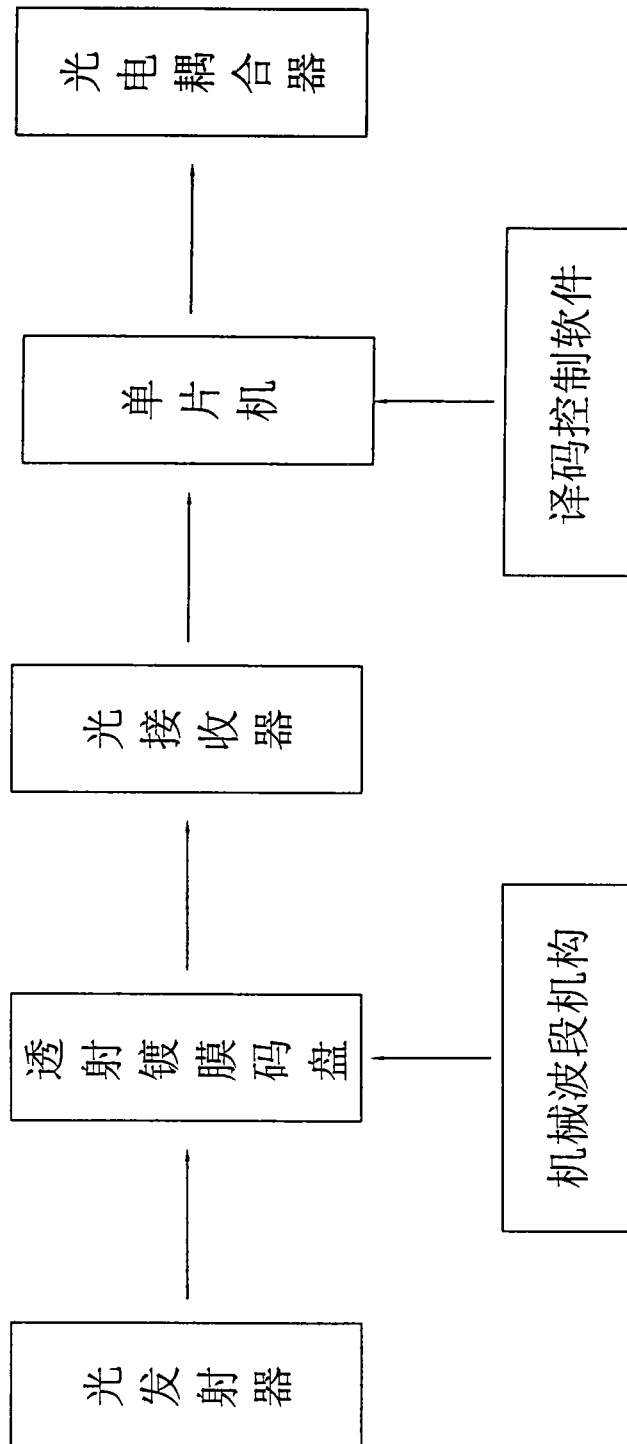 光发射器
透射镀膜码盘
光接收器
单片机
光电耦合器
机械波段机构
译码控制软件